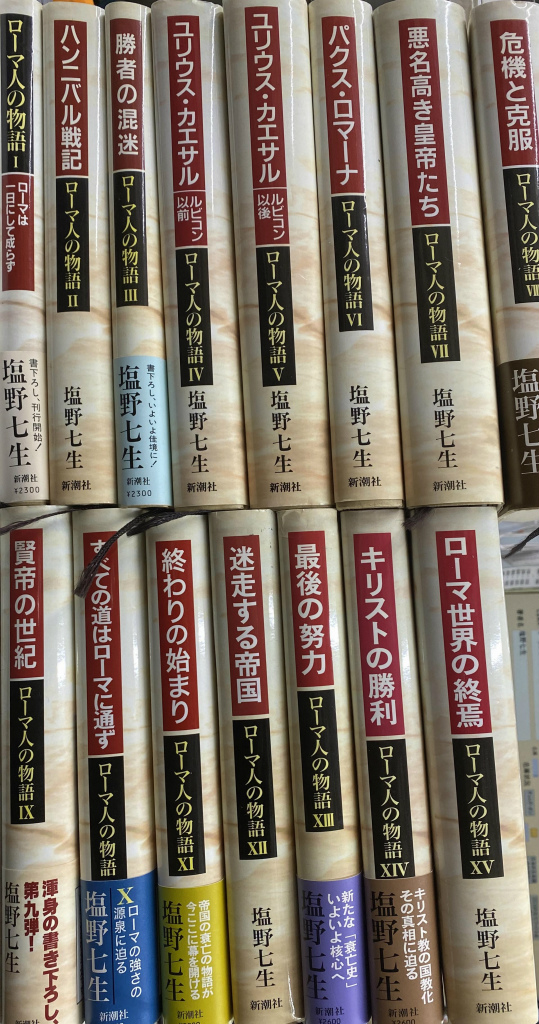 ローマ人の物語 I
ローマは
一日にして成らず
書下ろし、刊行開始!
塩野七生
新潮社
¥2300
ハンニバル戦記
ローマ人の物語 II
塩野七生
新潮社
勝者の混迷
ローマ人の物語 III
書下ろし、いよいよ佳境に!
塩野七生
新潮社
¥2300
ユリウス・カエサル
ルビコン
以前
ローマ人の物語 IV
塩野七生
新潮社
ユリウス・カエサル
ルビコン
以後
ローマ人の物語 V
塩野七生
新潮社
パクス・ロマーナ
ローマ人の物語 VI
塩野七生
新潮社
悪名高き皇帝たち
ローマ人の物語 VII
塩野七生
新潮社
危機と克服
ローマ人の物語 VIII
塩野七生
賢帝の世紀
ローマ人の物語 IX
渾身の書き下ろし、
第九弾!
塩野七生
新潮社
すべての道はローマに通ず
ローマ人の物語
X
ローマの強さの
源泉に迫る
塩野七生
新潮社
終わりの始まり
ローマ人の物語 XI
帝国の衰亡の物語が
今ここに幕を開ける
塩野七生
新潮社
迷走する帝国
ローマ人の物語 XII
塩野七生
新潮社
最後の努力
ローマ人の物語 XIII
新たな「衰亡史」
いよいよ核心へ
塩野七生
新潮社
¥2600
キリストの勝利
ローマ人の物語 XIV
キリスト教の国教化
その真相に迫る
塩野七生
新潮社
¥2600
ローマ世界の終焉
ローマ人の物語 XV
塩野七生
新潮社